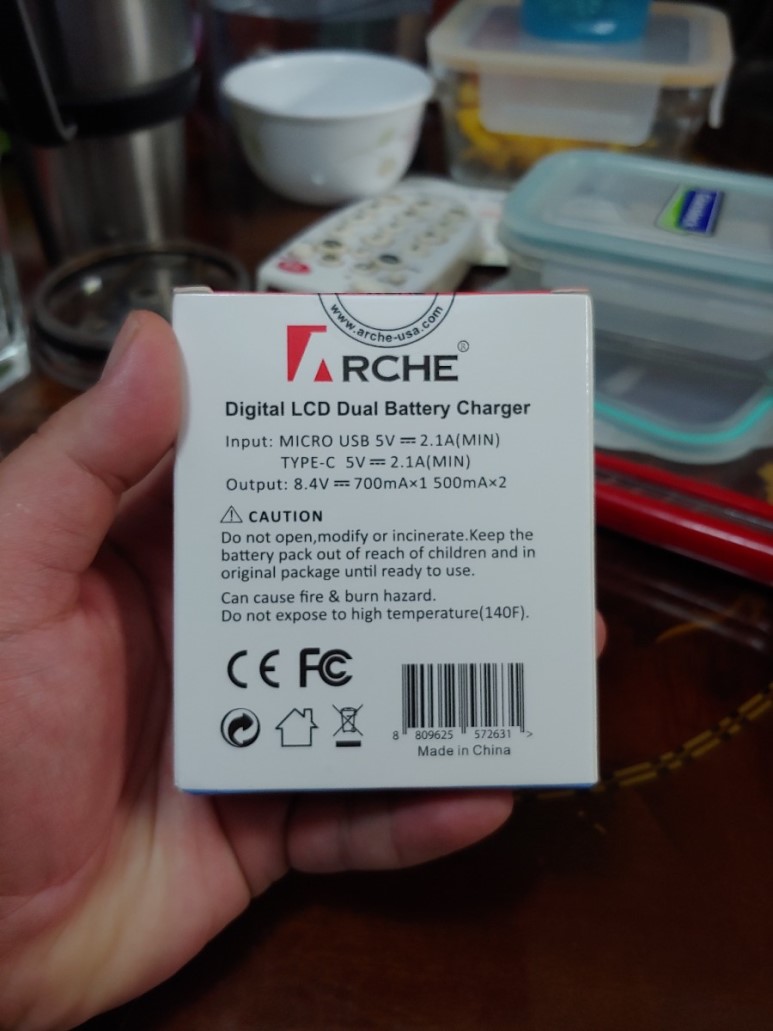 www.arche-usa.com
ARCHE®
Digital LCD Dual Battery Charger
Input: MICRO USB 5V ⎓ 2.1A(MIN)
TYPE-C 5V ⎓ 2.1A(MIN)
Output: 8.4V ⎓ 700mA×1 500mA×2
⚠ CAUTION
Do not open,modify or incinerate.Keep the
battery pack out of reach of children and in
original package until ready to use.
Can cause fire & burn hazard.
Do not expose to high temperature(140F).
CE FC
8 809625 572631 >
Made in China